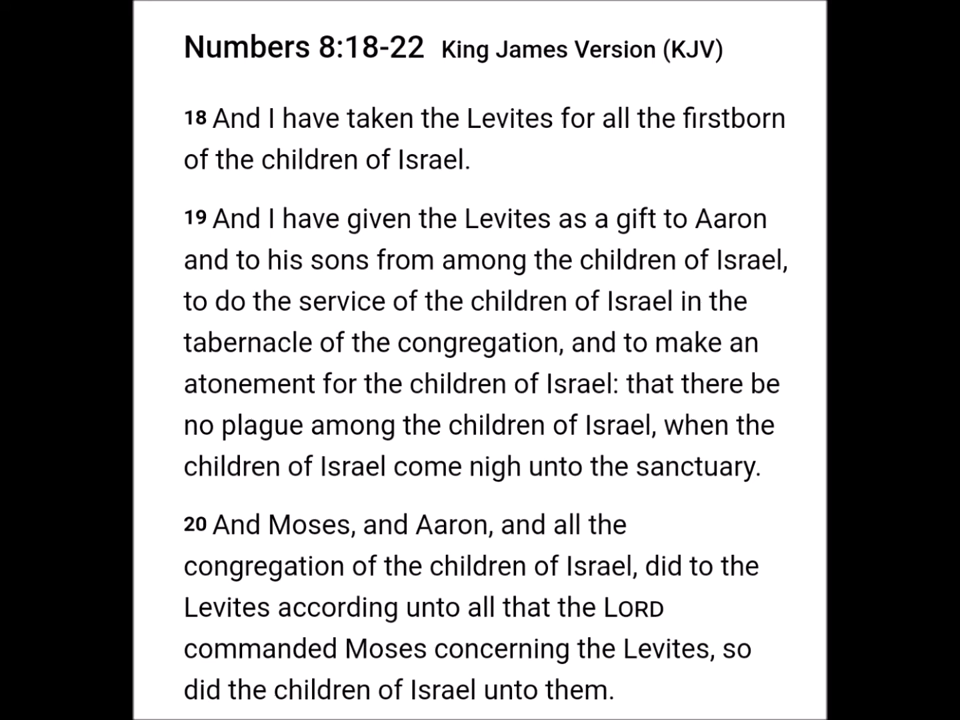 Numbers 8:18-22 King James Version (KJV)
18 And I have taken the Levites for all the firstborn
of the children of Israel.
19 And I have given the Levites as a gift to Aaron
and to his sons from among the children of Israel,
to do the service of the children of Israel in the
tabernacle of the congregation, and to make an
atonement for the children of Israel: that there be
no plague among the children of Israel, when the
children of Israel come nigh unto the sanctuary.
20 And Moses, and Aaron, and all the
congregation of the children of Israel, did to the
Levites according unto all that the LORD
commanded Moses concerning the Levites, so
did the children of Israel unto them.